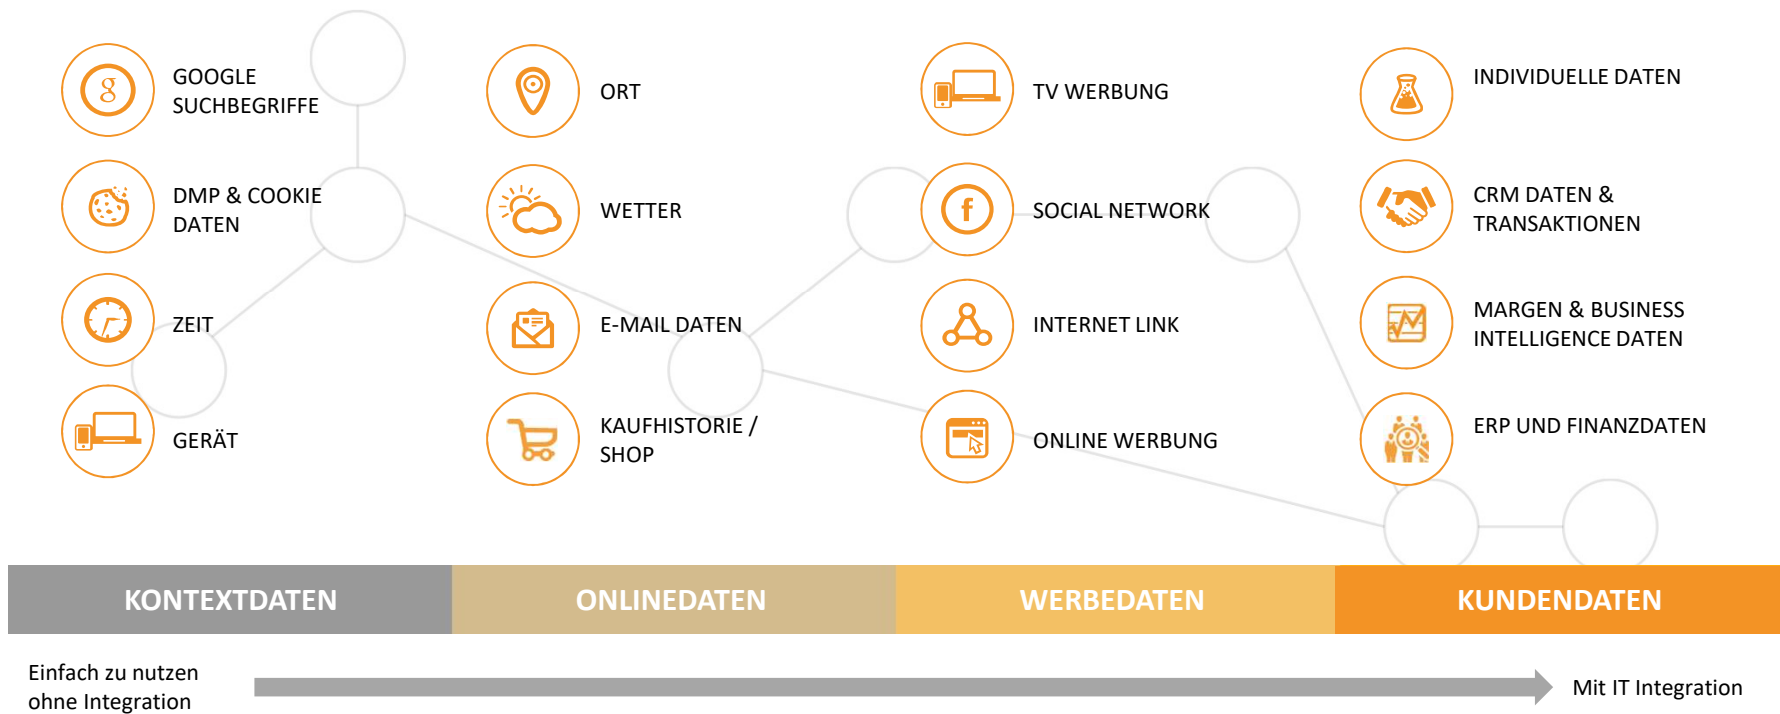 GOOGLE
SUCHBEGRIFFE
DMP & COOKIE
DATEN
ZEIT
GERÄT
ORT
WETTER
E-MAIL DATEN
KAUFHISTORIE /
SHOP
TV WERBUNG
SOCIAL NETWORK
INTERNET LINK
ONLINE WERBUNG
INDIVIDUELLE DATEN
CRM DATEN &
TRANSAKTIONEN
MARGEN & BUSINESS
INTELLIGENCE DATEN
ERP UND FINANZDATEN
KONTEXTDATEN
ONLINEDATEN
WERBEDATEN
KUNDENDATEN
Einfach zu nutzen
ohne Integration
Mit IT Integration